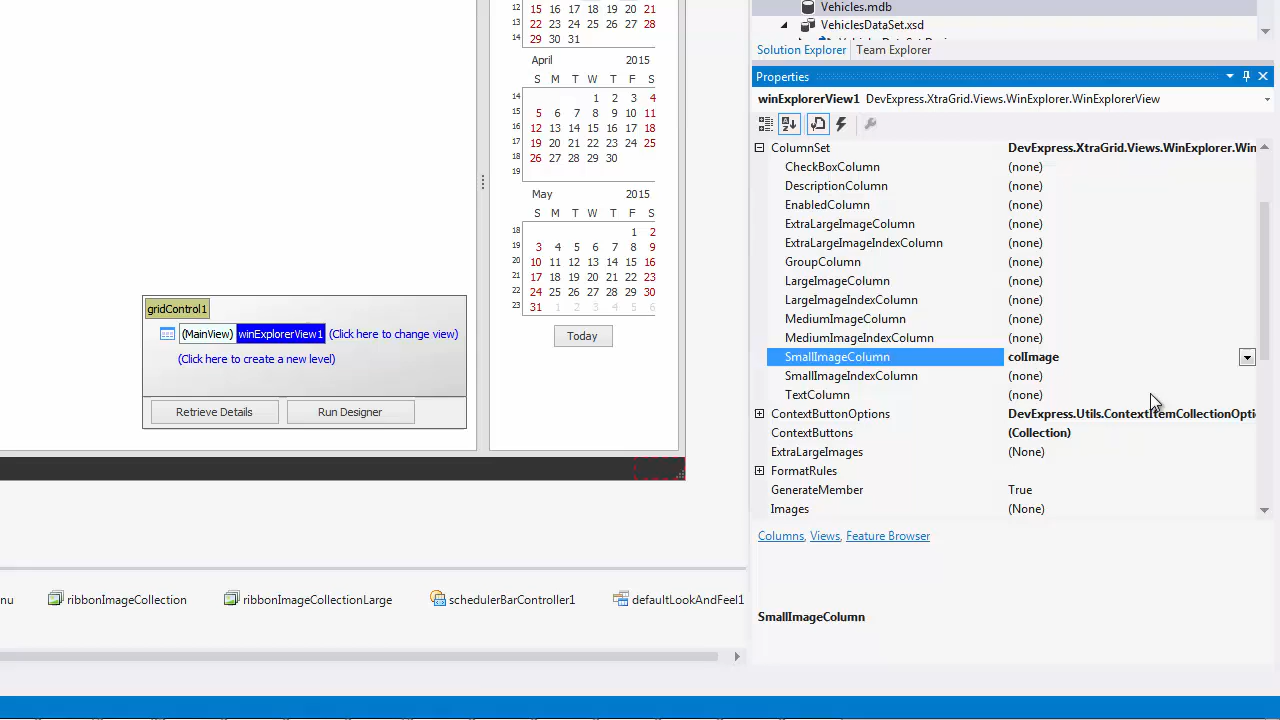 Vehicles.mdb
VehiclesDataSet.xsd
Solution Explorer Team Explorer
Properties
winExplorerView1 DevExpress.XtraGrid.Views.WinExplorer.WinExplorerView
ColumnSet DevExpress.XtraGrid.Views.WinExplorer.Win
CheckBoxColumn (none)
DescriptionColumn (none)
EnabledColumn (none)
ExtraLargeImageColumn (none)
ExtraLargeImageIndexColumn (none)
GroupColumn (none)
LargeImageColumn (none)
LargeImageIndexColumn (none)
MediumImageColumn (none)
MediumImageIndexColumn (none)
SmallImageColumn colImage
SmallImageIndexColumn (none)
TextColumn (none)
ContextButtonOptions DevExpress.Utils.ContextItemCollectionOptio
ContextButtons (Collection)
ExtraLargeImages (None)
FormatRules
GenerateMember True
Images (None)
Columns, Views, Feature Browser
SmallImageColumn
12 15 16 17 18 19 20 21
13 22 23 24 25 26 27 28
14 29 30 31
April 2015
S M T W T F S
14 1 2 3 4
15 5 6 7 8 9 10 11
16 12 13 14 15 16 17 18
17 19 20 21 22 23 24 25
18 26 27 28 29 30
19
May 2015
S M T W T F S
18 1 2
19 3 4 5 6 7 8 9
20 10 11 12 13 14 15 16
21 17 18 19 20 21 22 23
22 24 25 26 27 28 29 30
23 31 1 2 3 4 5 6
Today
gridControl1
(MainView) winExplorerView1 (Click here to change view)
(Click here to create a new level)
Retrieve Details Run Designer
nu ribbonImageCollection ribbonImageCollectionLarge schedulerBarController1 defaultLookAndFeel1